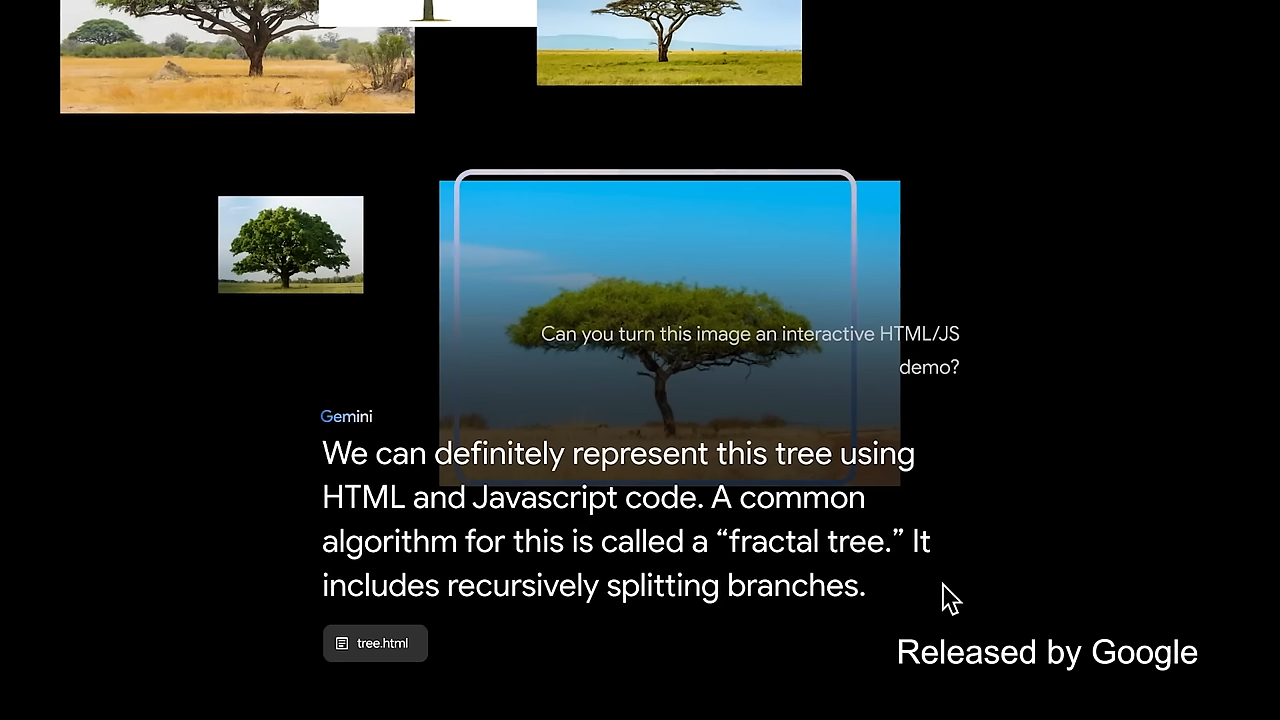 Can you turn this image an interactive HTML/JS
demo?
Gemini
We can definitely represent this tree using
HTML and Javascript code. A common
algorithm for this is called a “fractal tree.” It
includes recursively splitting branches.
tree.html
Released by Google